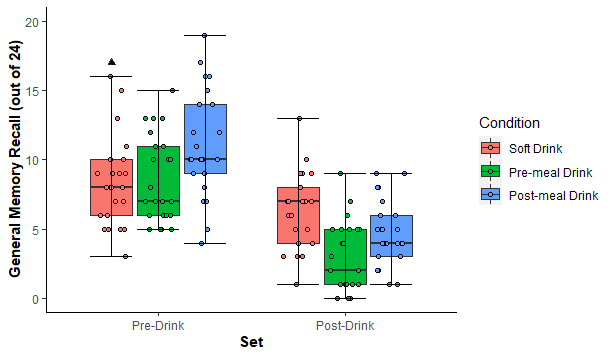 General Memory Recall (out of 24)
20
15
10
5
0
Pre-Drink
Post-Drink
Set
Condition
Soft Drink
Pre-meal Drink
Post-meal Drink